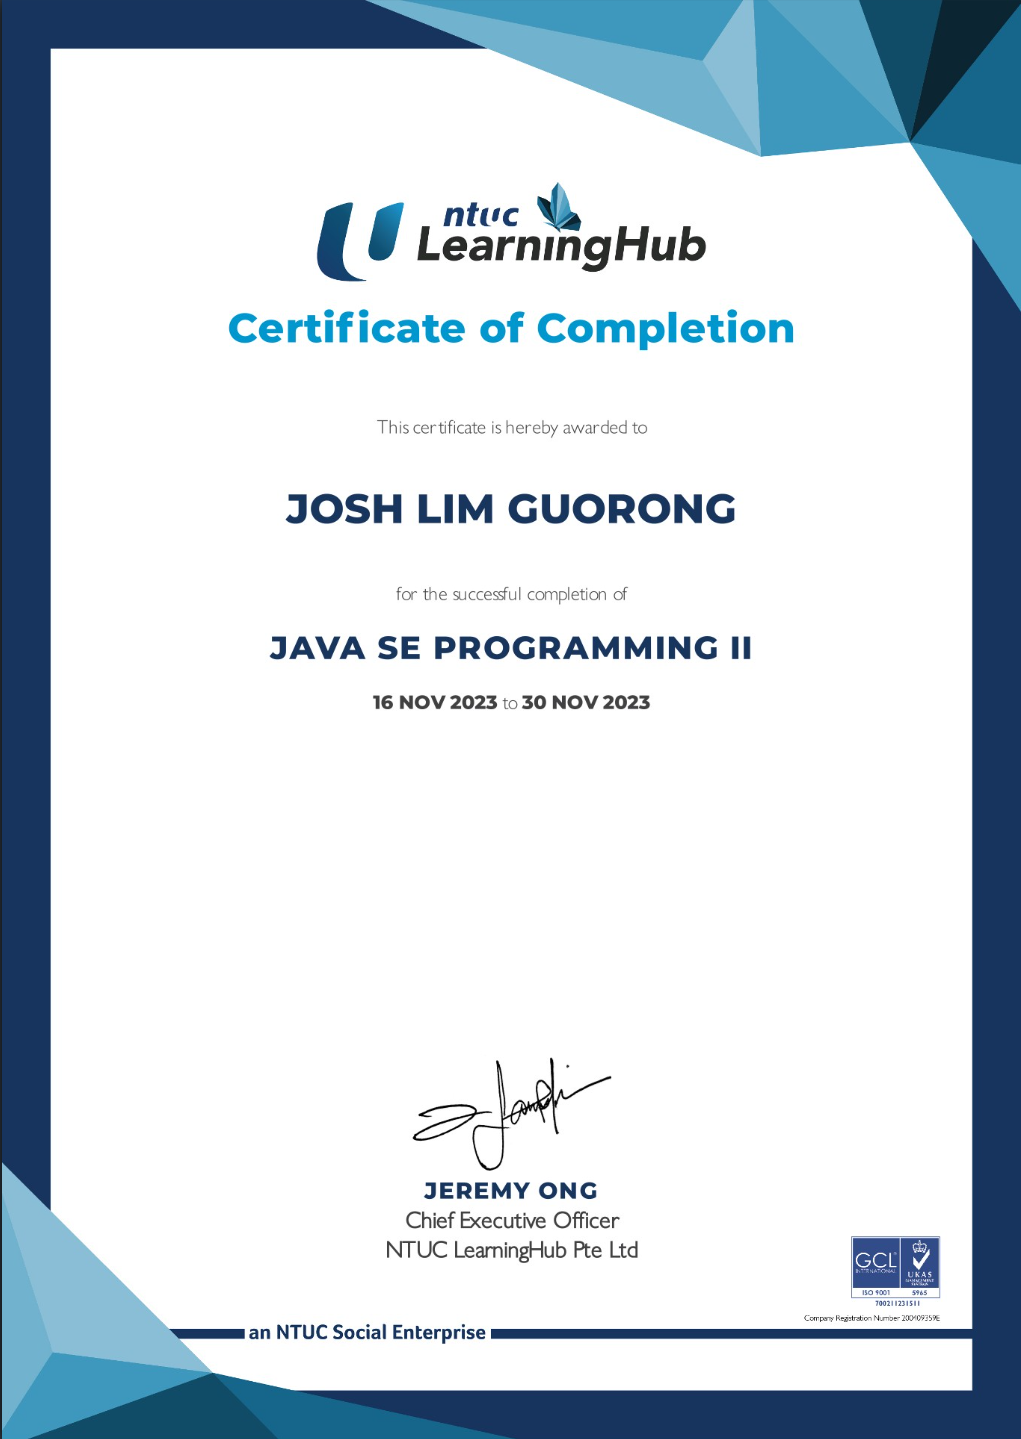 ntuc
LearningHub
Certificate of Completion
This certificate is hereby awarded to
JOSH LIM GUORONG
for the successful completion of
JAVA SE PROGRAMMING II
16 NOV 2023 to 30 NOV 2023
JEREMY ONG
Chief Executive Officer
NTUC LearningHub Pte Ltd
GCL
INTERNATIONAL
UKAS
MANAGEMENT
SYSTEMS
ISO 9001 5965
700211231511
Company Registration Number 200409359E
an NTUC Social Enterprise